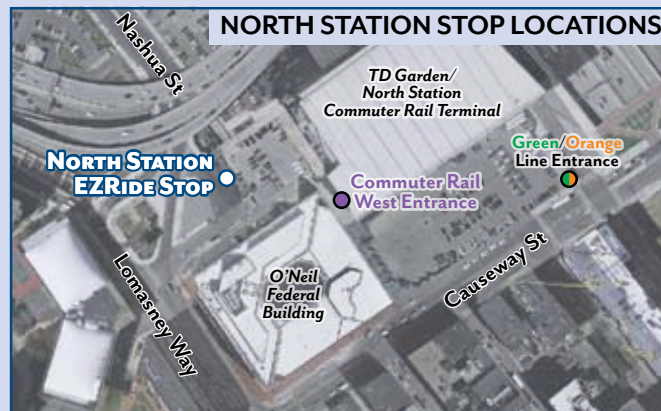 NORTH STATION STOP LOCATIONS
Nashua St
TD Garden/
North Station
Commuter Rail Terminal
Green/Orange
Line Entrance
North Station
EZRide Stop
Commuter Rail
West Entrance
O'Neil
Federal
Building
Causeway St
Lomasney Way